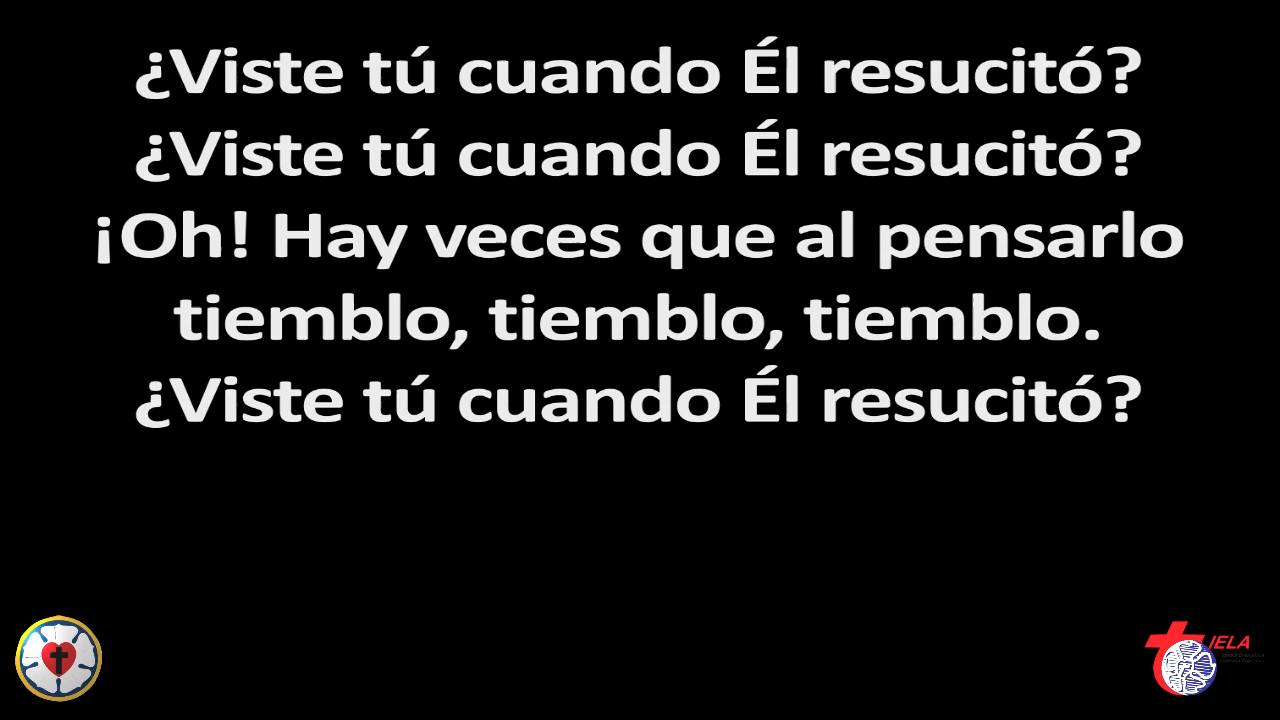 ¿Viste tú cuando Él resucitó?
¿Viste tú cuando Él resucitó?
¡Oh! Hay veces que al pensarlo
tiemblo, tiemblo, tiemblo.
¿Viste tú cuando Él resucitó?
IELA